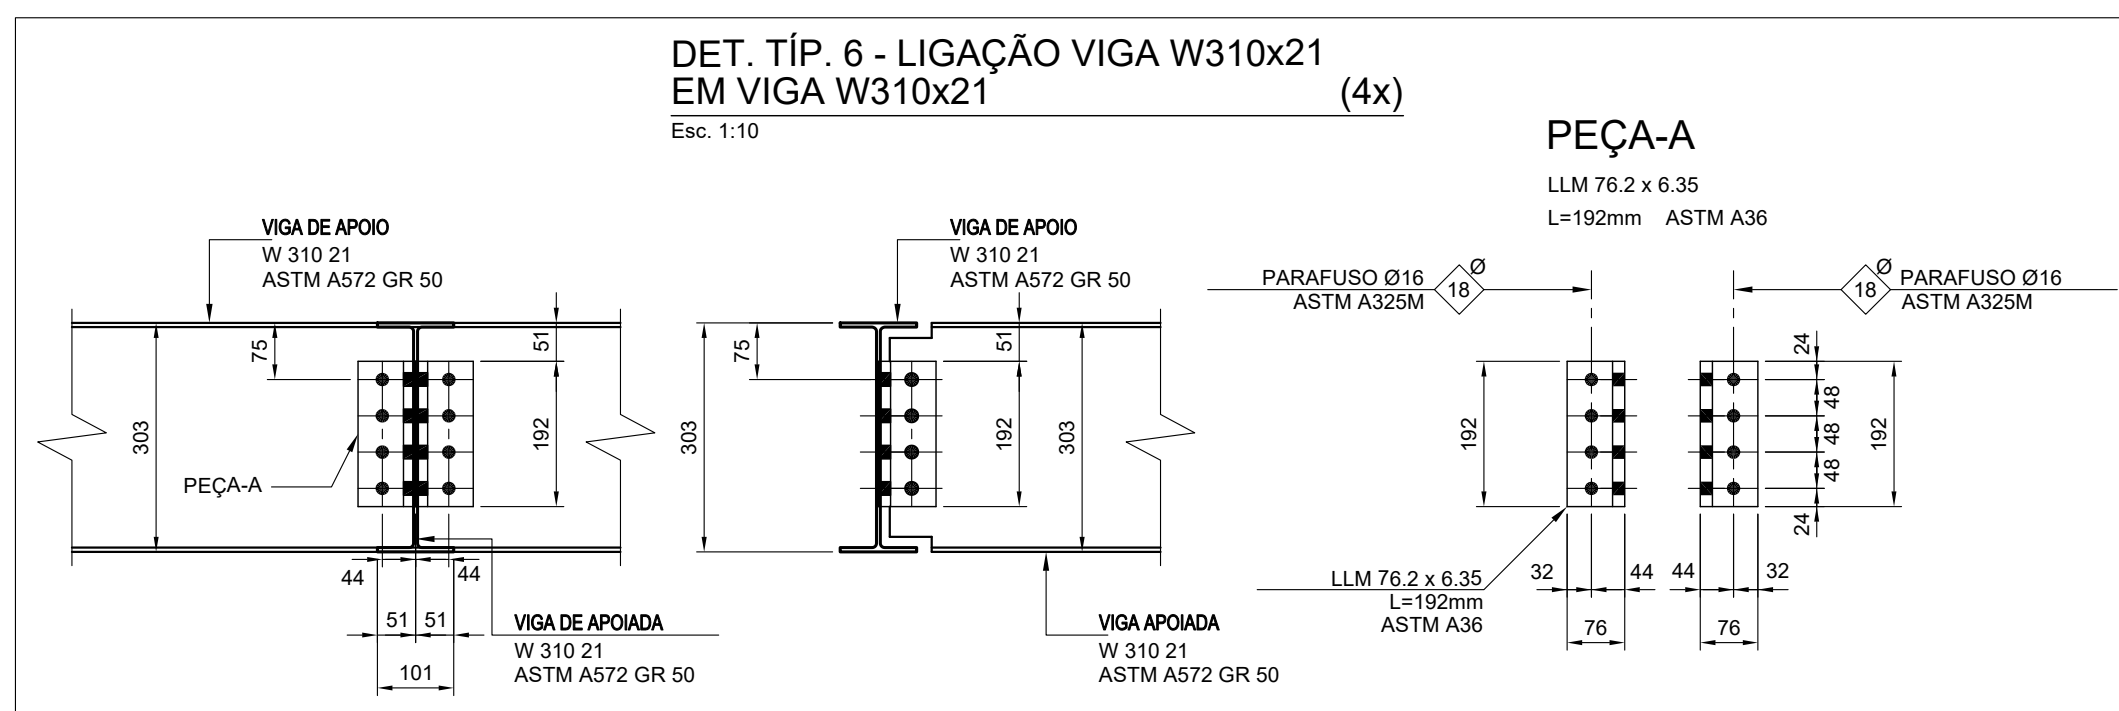 DET. TÍP. 6 - LIGAÇÃO VIGA W310x21
EM VIGA W310x21 (4x)
Esc. 1:10
VIGA DE APOIO
W 310 21
ASTM A572 GR 50
75
51
303
192
PEÇA-A
44
44
51
51
101
VIGA DE APOIADA
W 310 21
ASTM A572 GR 50
VIGA DE APOIO
W 310 21
ASTM A572 GR 50
75
51
303
192
303
VIGA APOIADA
W 310 21
ASTM A572 GR 50
PEÇA-A
LLM 76.2 x 6.35
L=192mm ASTM A36
PARAFUSO Ø16
ASTM A325M
18
Ø
18
Ø
PARAFUSO Ø16
ASTM A325M
192
24
48
48
48
24
192
LLM 76.2 x 6.35
L=192mm
ASTM A36
32
44
44
32
76
76